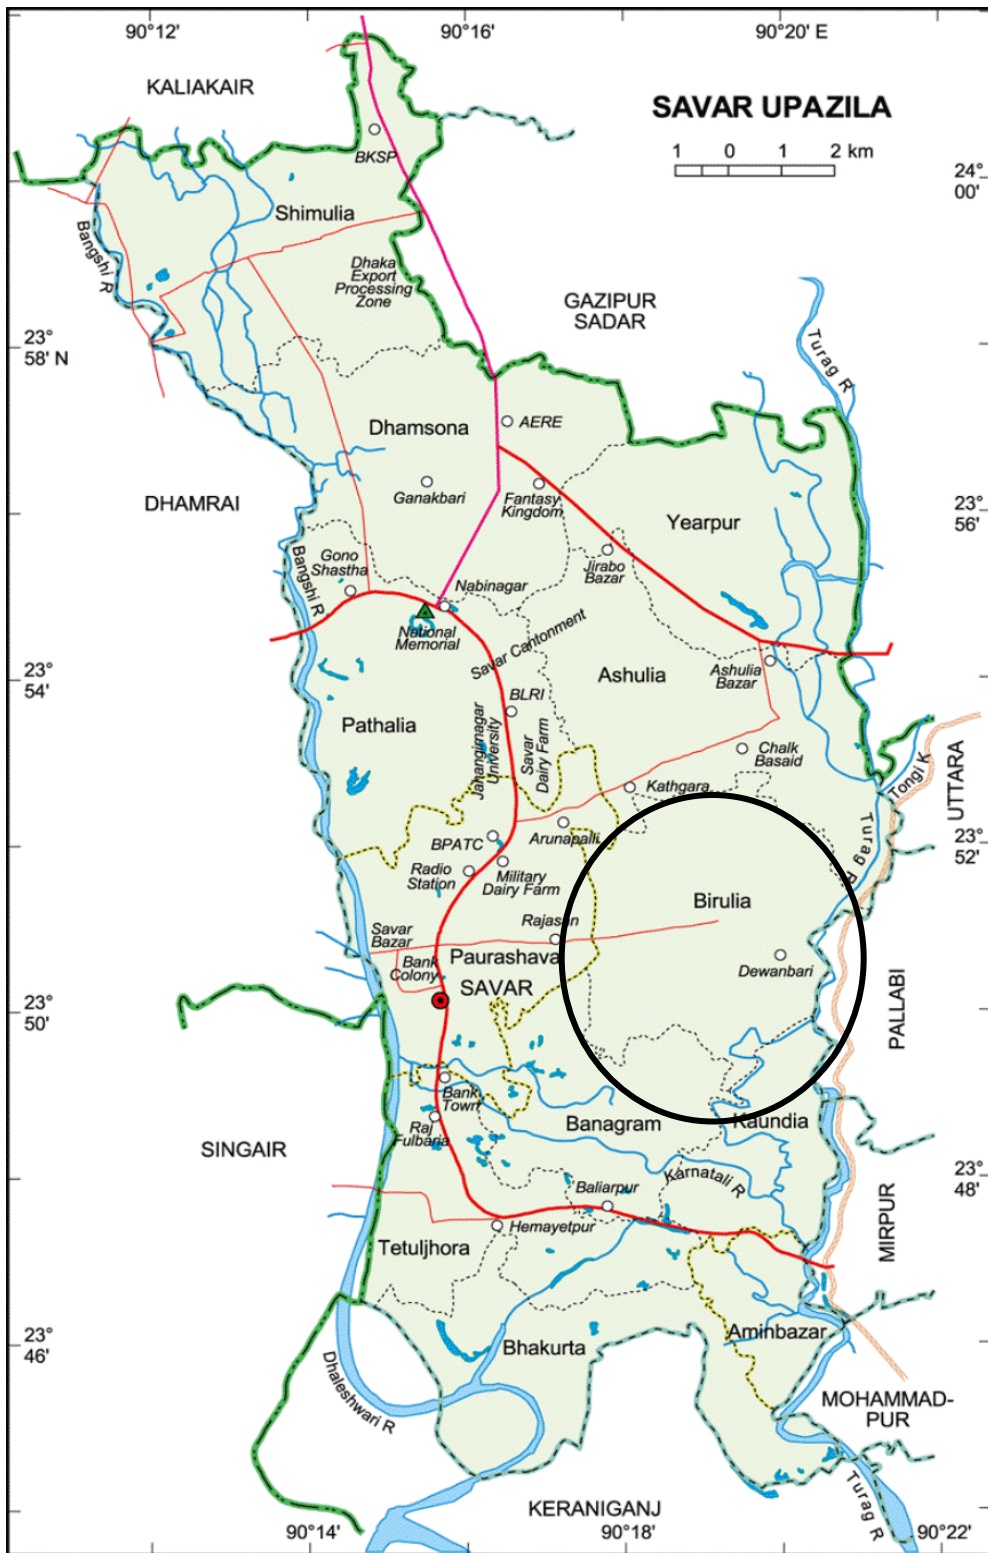 90°12'
90°16'
90°20' E
KALIAKAIR
SAVAR UPAZILA
1 0 1 2 km
BKSP
24°
00'
Shimulia
Bangshi R
Dhaka
Export
Processing
Zone
GAZIPUR
SADAR
Turag R
23°
58' N
Dhamsona
AERE
DHAMRAI
Ganakbari
Fantasy
Kingdom
Yearpur
23°
56'
Gono
Shastha
Bangshi R
Jirabo
Bazar
Nabinagar
National
Memorial
Savar Cantonment
23°
54'
Ashulia
Ashulia
Bazar
BLRI
Pathalia
Jahangirnagar
University
Savar
Dairy Farm
Chalk
Basaid
Kathgara
Tongi K
UTTARA
BPATC
Arunapalli
Turag R
23°
52'
Radio
Station
Military
Dairy Farm
Birulia
Savar
Bazar
Rajasan
Bank
Colony
Paurashava
Dewanbari
SAVAR
PALLABI
23°
50'
Bank
Town
Raj
Fulbaria
Banagram
Kaundia
SINGAIR
Karnatali R
23°
48'
Baliarpur
Hemayetpur
MIRPUR
Tetuljhora
23°
46'
Bhakurta
Aminbazar
Dhaleshwari R
MOHAMMAD-
PUR
Turag R
KERANIGANJ
90°14'
90°18'
90°22'